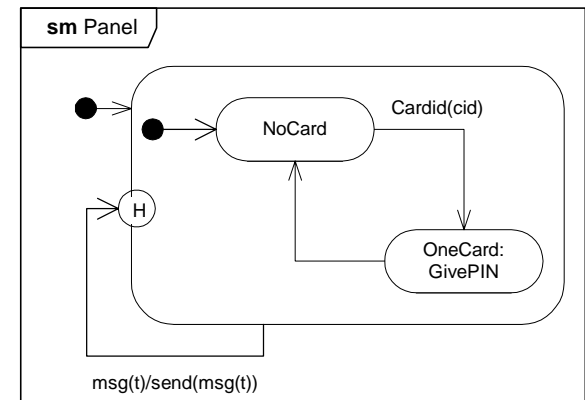 sm Panel
Cardid(cid)
NoCard
H
OneCard:
GivePIN
msg(t)/send(msg(t))